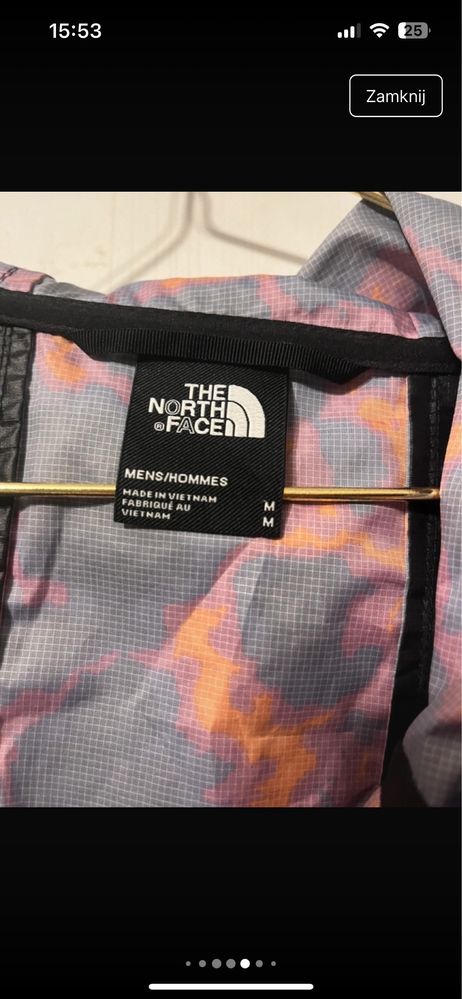 15:53
25
Zamknij
THE
NORTH
® FACE
MENS/HOMMES
MADE IN VIETNAM M
FABRIQUÉ AU
VIETNAM M